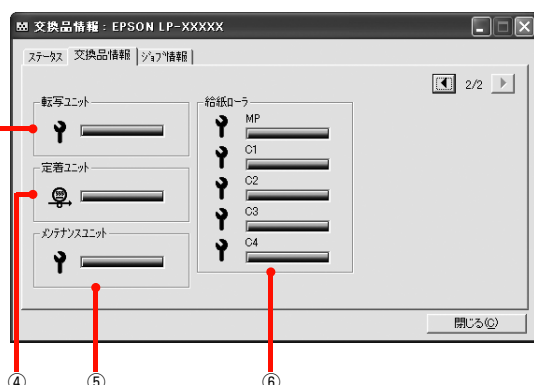 交換品情報 : EPSON LP-XXXXX
ステータス 交換品情報 ジョブ情報
2/2
転写ユニット
定着ユニット
メンテナンスユニット
給紙ローラ
MP
C1
C2
C3
C4
閉じる(C)
④ ⑤ ⑥